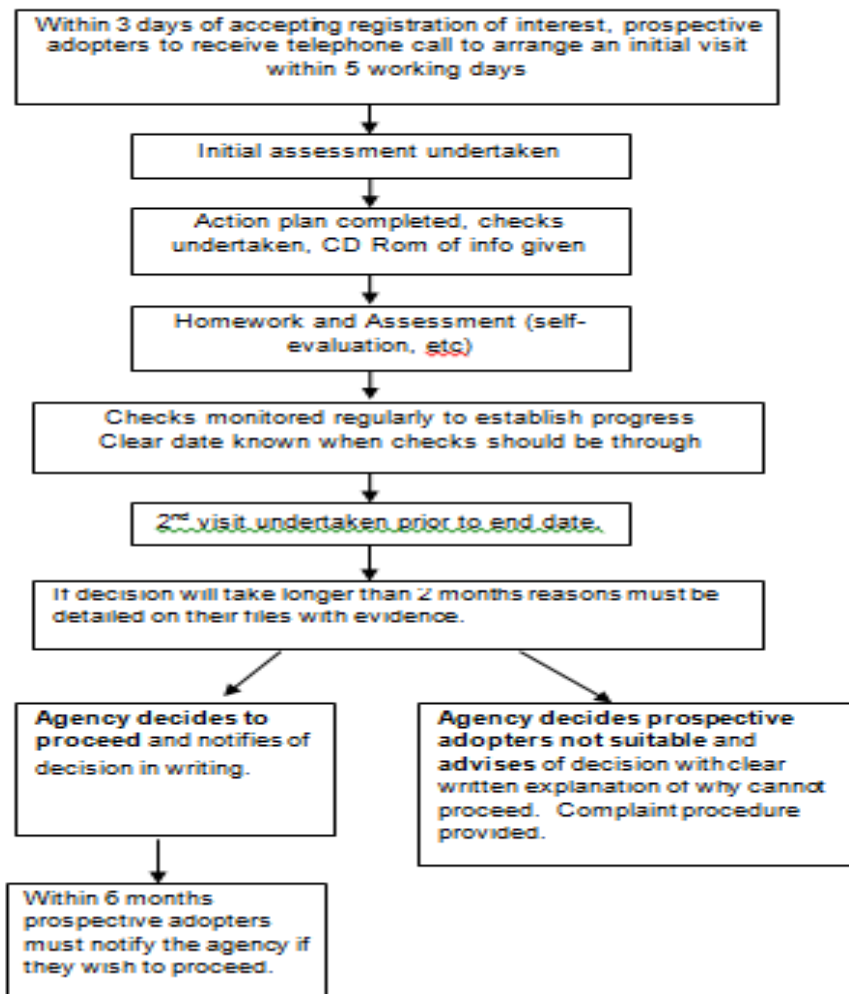 Within 3 days of accepting registration of interest, prospective
adopters to receive telephone call to arrange an initial visit
within 5 working days
Initial assessment undertaken
Action plan completed, checks
undertaken, CD Rom of info given
Homework and Assessment (self-
evaluation, etc)
Checks monitored regularly to establish progress
Clear date known when checks should be through
2nd visit undertaken prior to end date.
If decision will take longer than 2 months reasons must be
detailed on their files with evidence.
Agency decides to
proceed and notifies of
decision in writing.
Agency decides prospective
adopters not suitable and
advises of decision with clear
written explanation of why cannot
proceed. Complaint procedure
provided.
Within 6 months
prospective adopters
must notify the agency if
they wish to proceed.